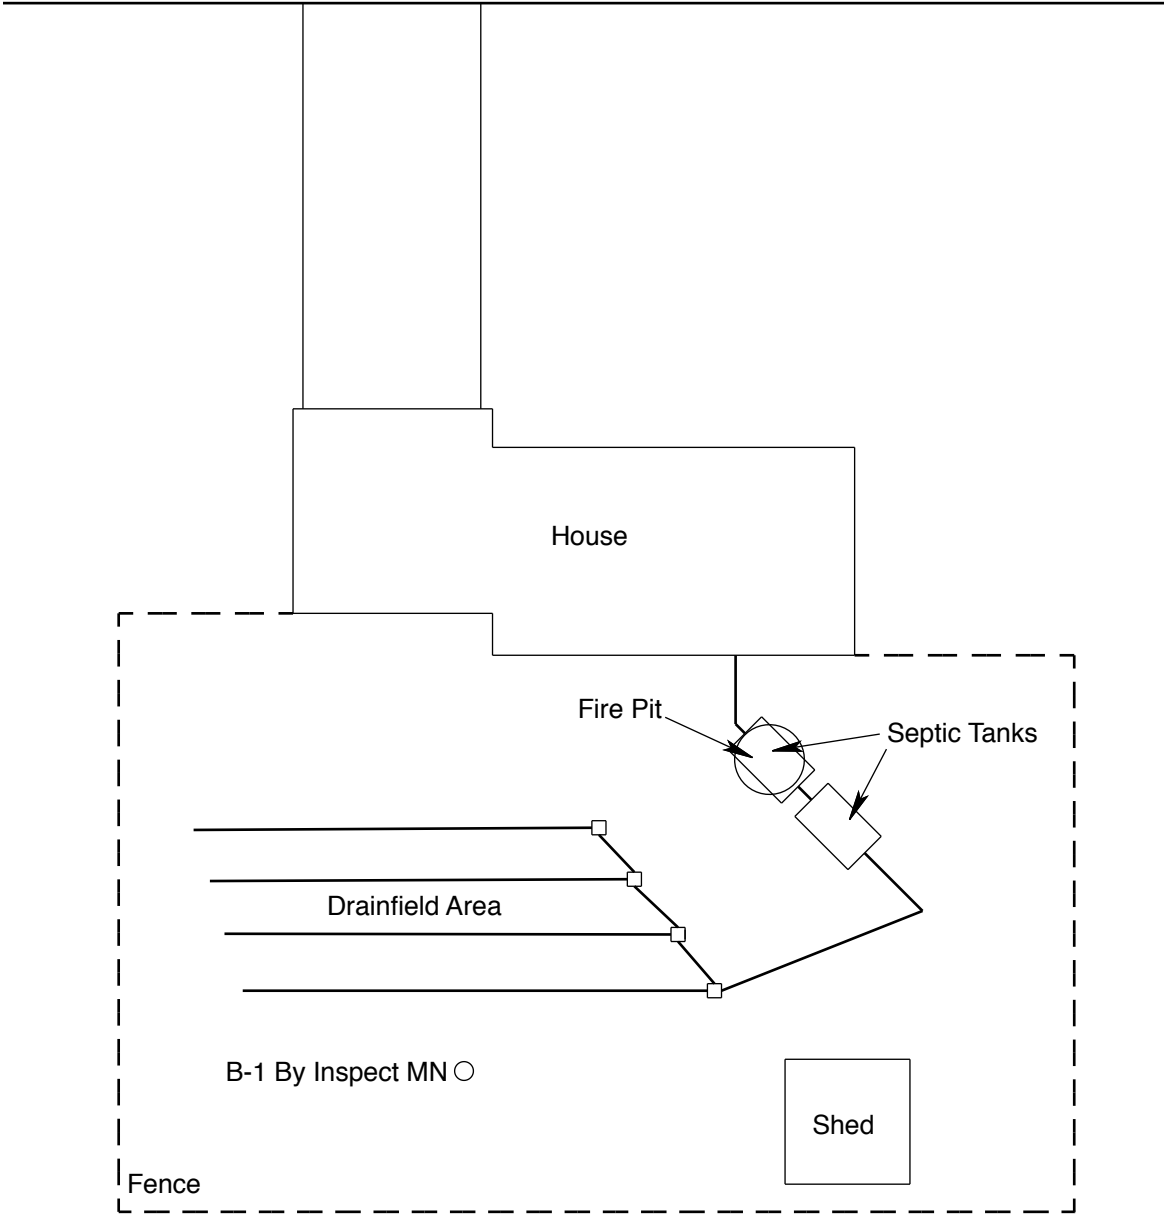 House
Fire Pit
Septic Tanks
Drainfield Area
B-1 By Inspect MN
Shed
Fence